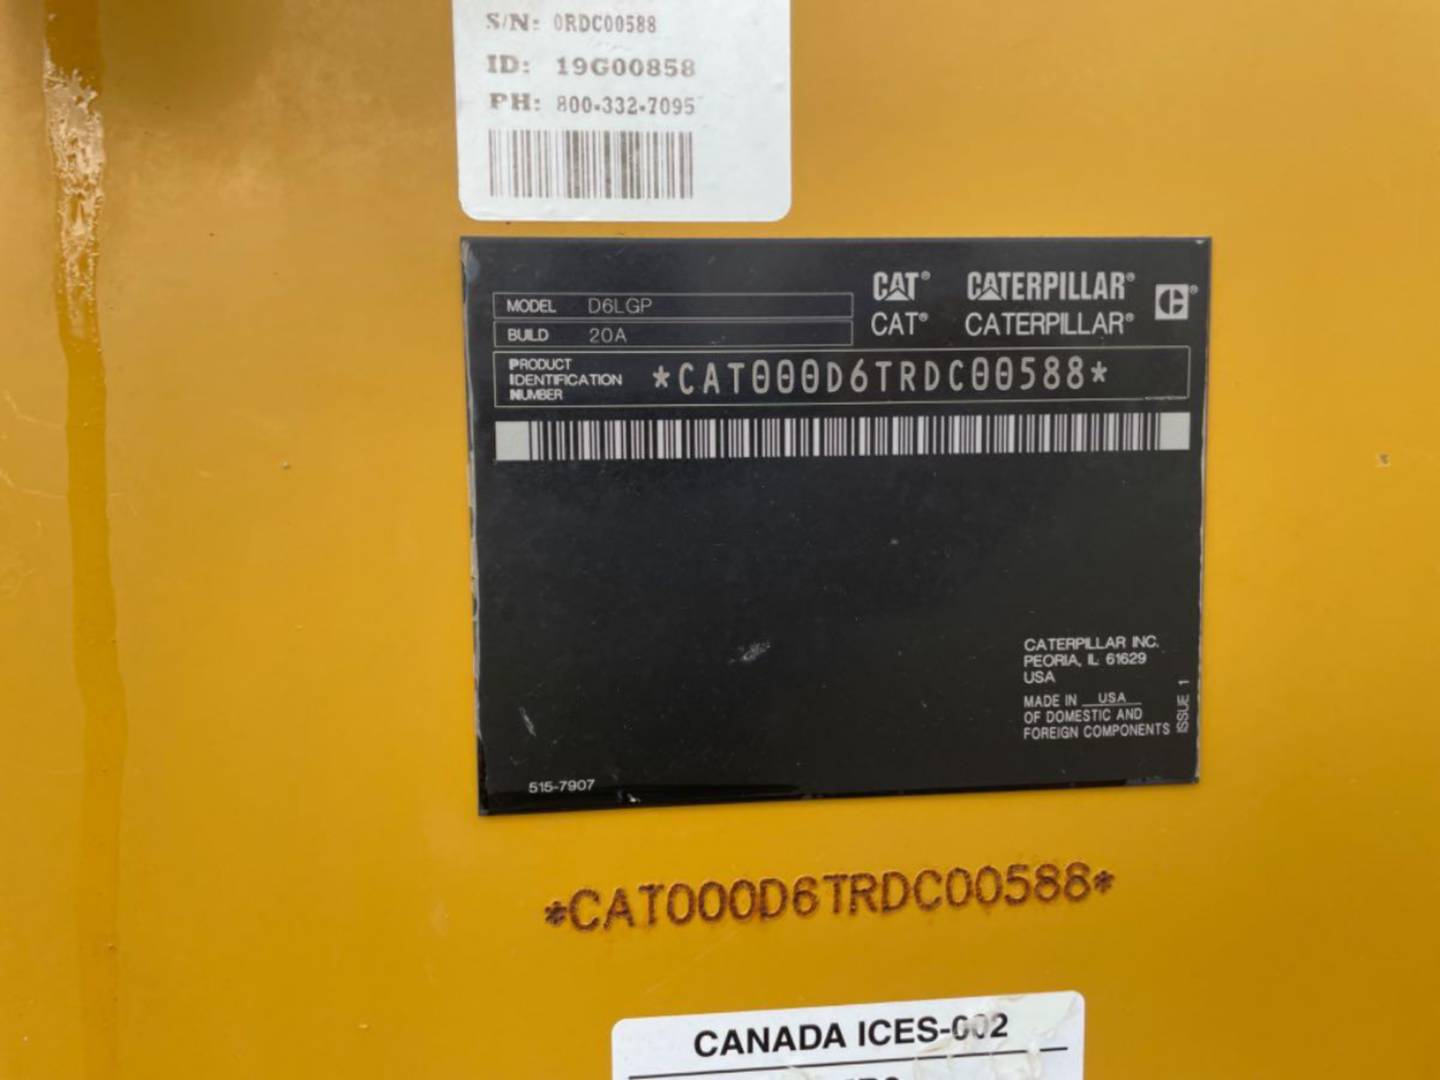 S/N: 0RDC00588
ID: 19G00858
PH: 800-332-7095
CAT® CATERPILLAR®
CAT® CATERPILLAR®
MODEL D6LGP
BUILD 20A
PRODUCT
IDENTIFICATION
NUMBER
*CAT000D6TRDC00588*
CATERPILLAR INC.
PEORIA, IL 61629
USA
MADE IN USA
OF DOMESTIC AND
FOREIGN COMPONENTS
ISSUE 1
515-7907
*CAT000D6TRDC00588*
CANADA ICES-002